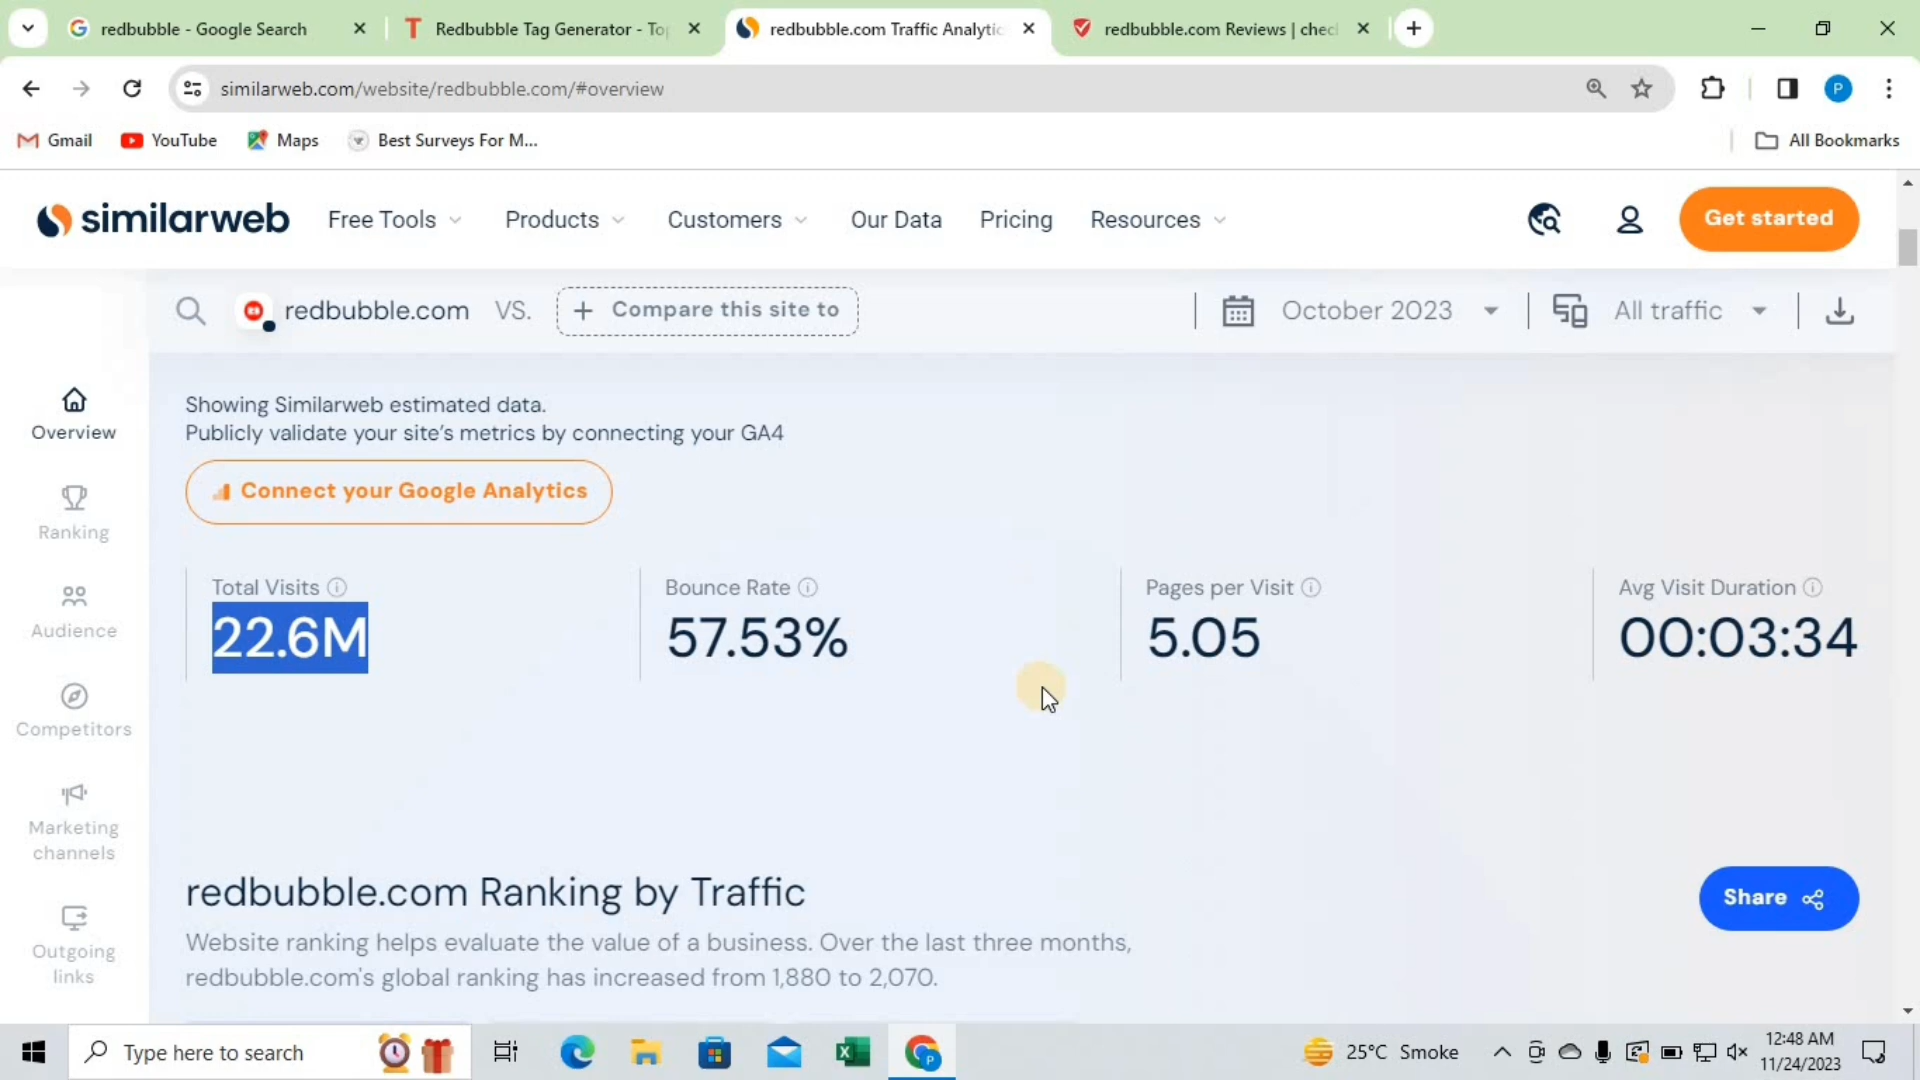 redbubble - Google Search
Redbubble Tag Generator - To
redbubble.com Traffic Analytic
redbubble.com Reviews | chec
similarweb.com/website/redbubble.com/#overview
P
Gmail
YouTube
Maps
Best Surveys For M...
All Bookmarks
similarweb
Free Tools
Products
Customers
Our Data
Pricing
Resources
Get started
redbubble.com VS. + Compare this site to
October 2023
All traffic
Overview
Ranking
Audience
Competitors
Marketing
channels
Outgoing
links
Showing Similarweb estimated data.
Publicly validate your site's metrics by connecting your GA4
Connect your Google Analytics
Total Visits
22.6M
Bounce Rate
57.53%
Pages per Visit
5.05
Avg Visit Duration
00:03:34
redbubble.com Ranking by Traffic
Website ranking helps evaluate the value of a business. Over the last three months,
redbubble.com's global ranking has increased from 1,880 to 2,070.
Share
Type here to search
25°C Smoke
12:48 AM
11/24/2023